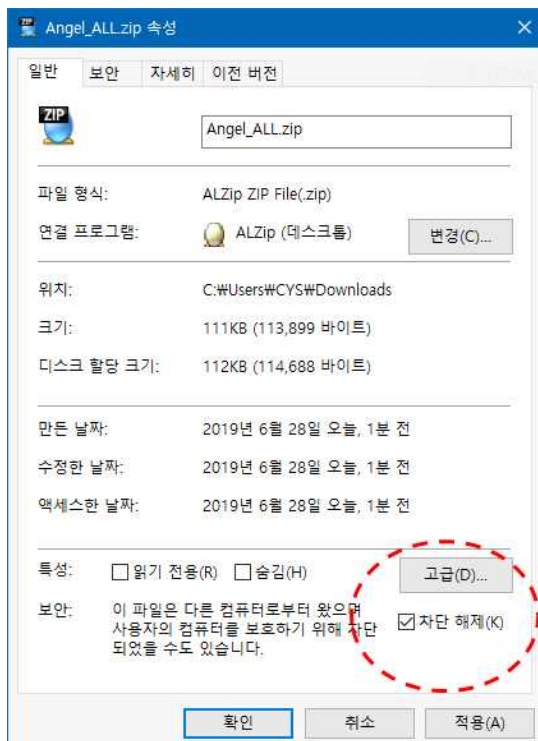 Angel_ALL.zip 속성
일반 보안 자세히 이전 버전
ZIP
Angel_ALL.zip
파일 형식: ALZip ZIP File(.zip)
연결 프로그램: ALZip (데스크톱) 변경(C)...
위치: C:₩Users₩CYS₩Downloads
크기: 111KB (113,899 바이트)
디스크 할당 크기: 112KB (114,688 바이트)
만든 날짜: 2019년 6월 28일 오늘, 1분 전
수정한 날짜: 2019년 6월 28일 오늘, 1분 전
액세스한 날짜: 2019년 6월 28일 오늘, 1분 전
특성: 읽기 전용(R) 숨김(H) 고급(D)...
보안: 이 파일은 다른 컴퓨터로부터 왔으며
사용자의 컴퓨터를 보호하기 위해 차단 차단 해제(K)
되었을 수도 있습니다.
확인 취소 적용(A)